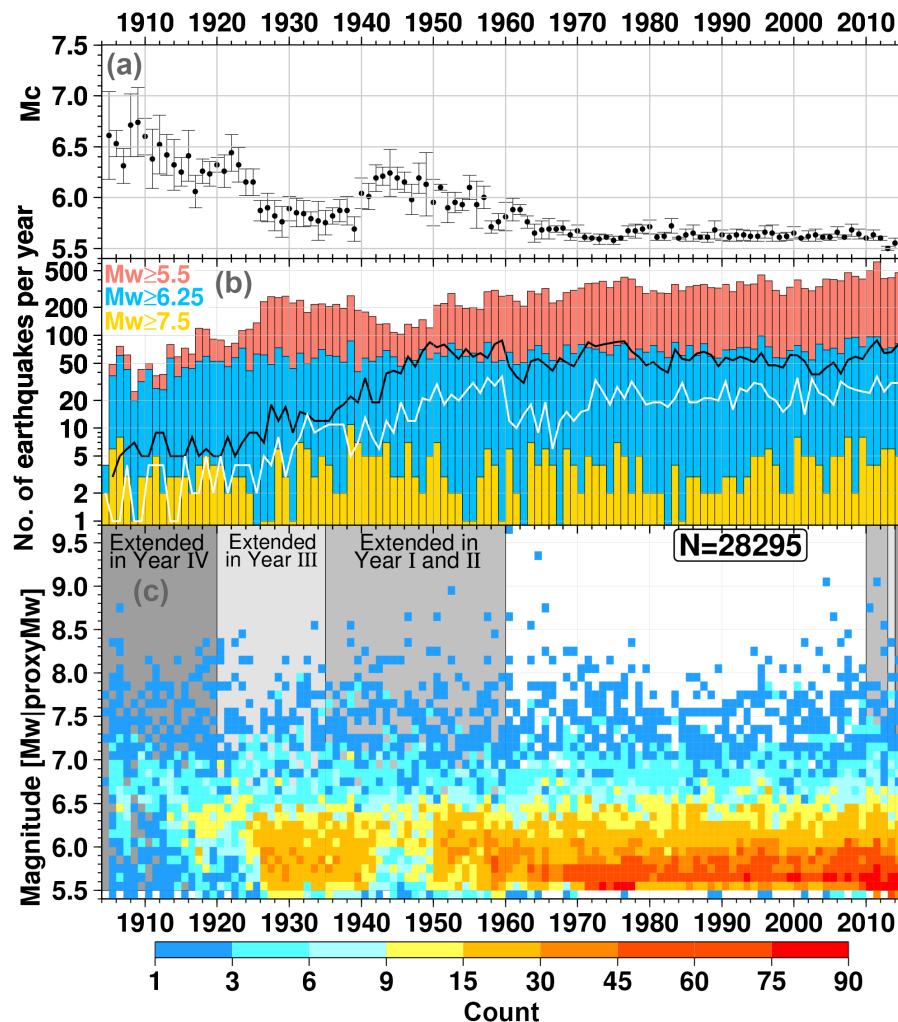 1910 1920 1930 1940 1950 1960 1970 1980 1990 2000 2010
7.5
(a)
7.0
Mc
6.5
6.0
5.5
500
Mw≥5.5
(b)
200
Mw≥6.25
100
Mw≥7.5
50
No. of earthquakes per year
20
10
5
2
1
9.5
Extended
in Year IV
Extended
in Year III
Extended in
Year I and II
N=28295
(c)
9.0
8.5
8.0
Magnitude [Mw|proxyMw]
7.5
7.0
6.5
6.0
5.5
1910 1920 1930 1940 1950 1960 1970 1980 1990 2000 2010
1 3 6 9 15 30 45 60 75 90
Count